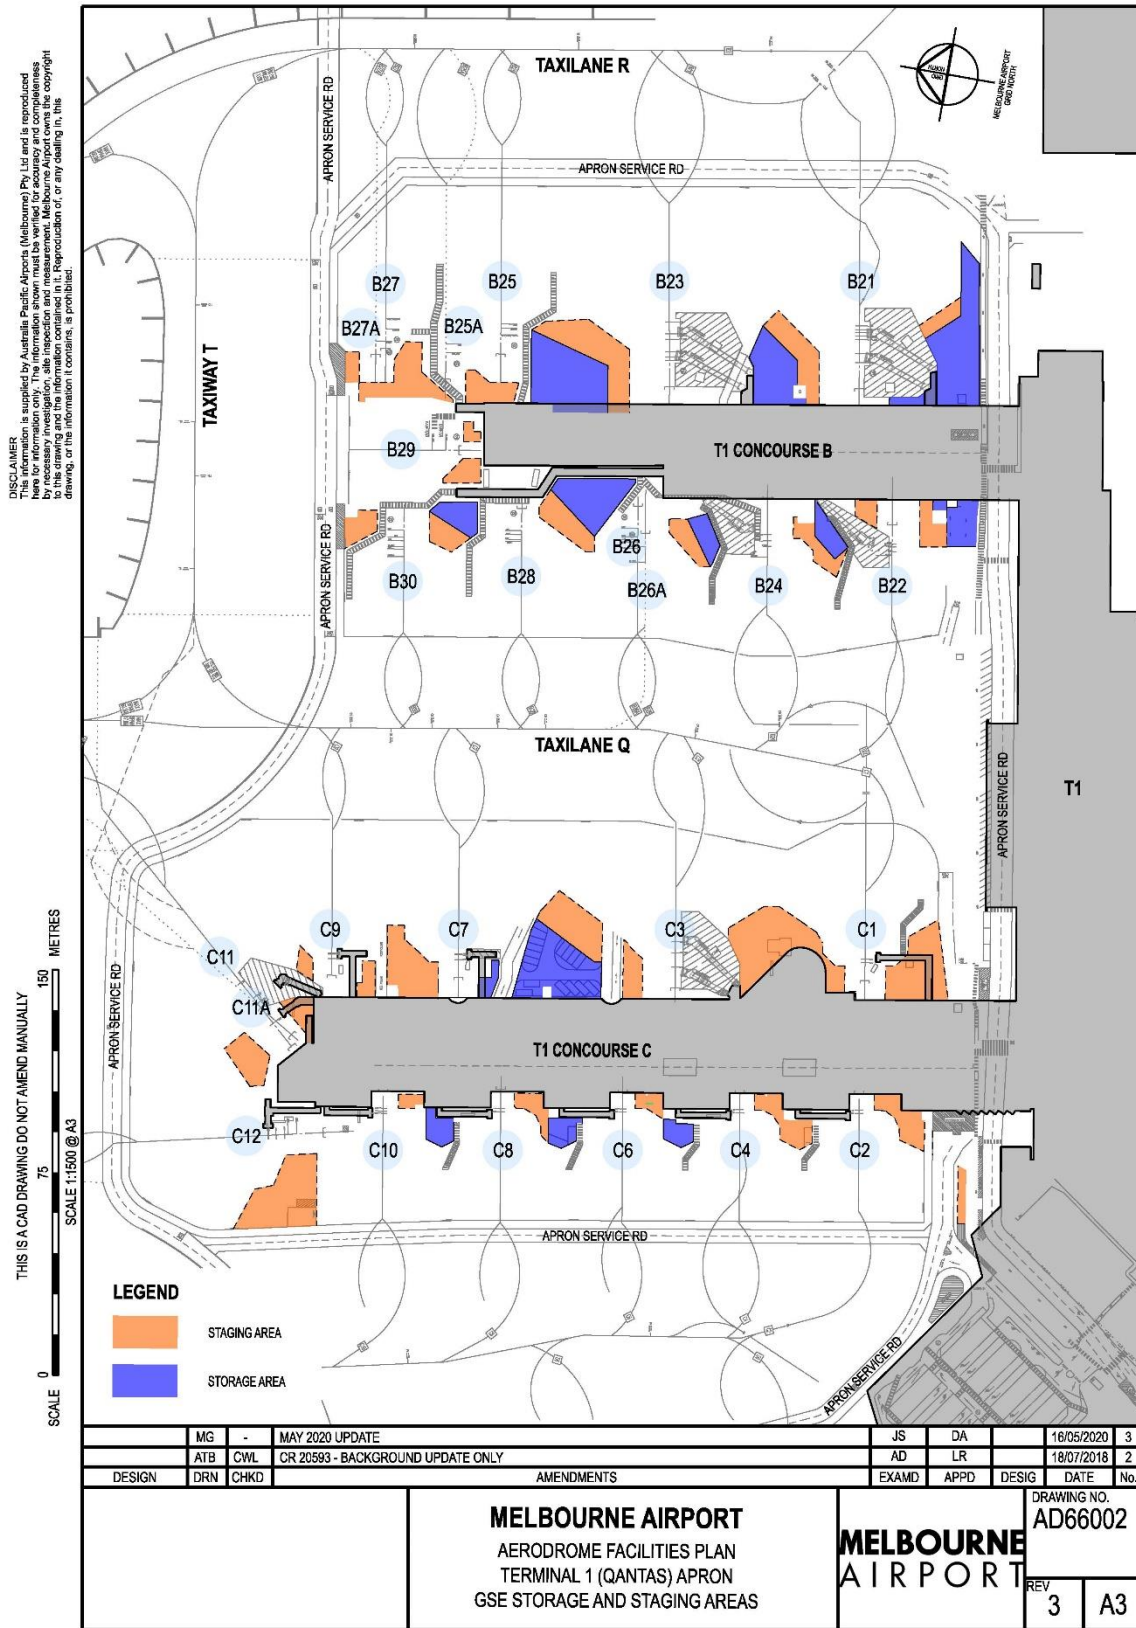 DISCLAIMER
This information is supplied by Australia Pacific Airports (Melbourne) Pty Ltd and is reproduced
here for information only. The information shown must be verified for accuracy and completeness
by necessary investigation, site inspection and measurement. Melbourne Airport owns the copyright
to this drawing and the information contained in it. Reproduction of, or any dealing in, this
drawing, or the information it contains, is prohibited.
THIS IS A CAD DRAWING DO NOT AMEND MANUALLY
SCALE 0 75 150 METRES
SCALE 1:1500 @ A3
TAXILANE R
MELBOURNE AIRPORT
GRID NORTH
APRON SERVICE RD
APRON SERVICE RD
B27
B25
B23
B21
B27A
B25A
TAXIWAY T
B29
T1 CONCOURSE B
APRON SERVICE RD
B26
B30
B28
B26A
B24
B22
TAXILANE Q
APRON SERVICE RD
T1
C11
C9
C7
C3
C1
C11A
APRON SERVICE RD
T1 CONCOURSE C
C12
C10
C8
C6
C4
C2
APRON SERVICE RD
APRON SERVICE RD
LEGEND
STAGING AREA
STORAGE AREA
MG - MAY 2020 UPDATE JS DA 16/05/2020 3
ATB CWL CR 20593 - BACKGROUND UPDATE ONLY AD LR 18/07/2018 2
DESIGN DRN CHKD AMENDMENTS EXAMD APPD DESIG DATE No.
MELBOURNE AIRPORT
AERODROME FACILITIES PLAN
TERMINAL 1 (QANTAS) APRON
GSE STORAGE AND STAGING AREAS
MELBOURNE
AIRPORT
DRAWING NO.
AD66002
REV
3
A3